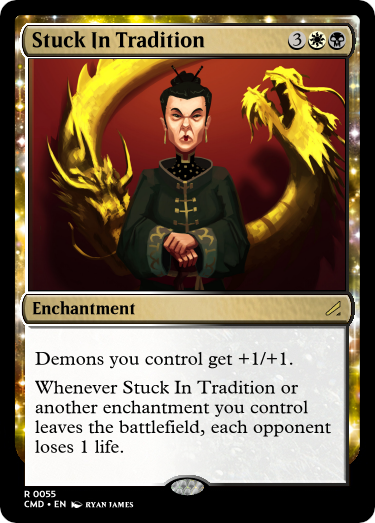 Stuck In Tradition 3
Enchantment
Demons you control get +1/+1.
Whenever Stuck In Tradition or
another enchantment you control
leaves the battlefield, each opponent
loses 1 life.
R 0055
CMD • EN RYAN JAMES